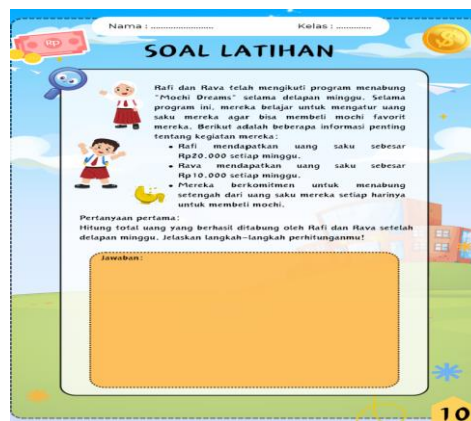 Nama : ........................ Kelas : .............
Rp
SOAL LATIHAN
Rafi dan Rava telah mengikuti program menabung
"Mochi Dreams" selama delapan minggu. Selama
program ini, mereka belajar untuk mengatur uang
saku mereka agar bisa membeli mochi favorit
mereka. Berikut adalah beberapa informasi penting
tentang kegiatan mereka:
• Rafi mendapatkan uang saku sebesar
Rp20.000 setiap minggu.
• Rava mendapatkan uang saku sebesar
Rp10.000 setiap minggu.
• Mereka berkomitmen untuk menabung
setengah dari uang saku mereka setiap harinya
untuk membeli mochi.
Pertanyaan pertama:
Hitung total uang yang berhasil ditabung oleh Rafi dan Rava setelah
delapan minggu. Jelaskan langkah-langkah perhitunganmu!
Jawaban:
10